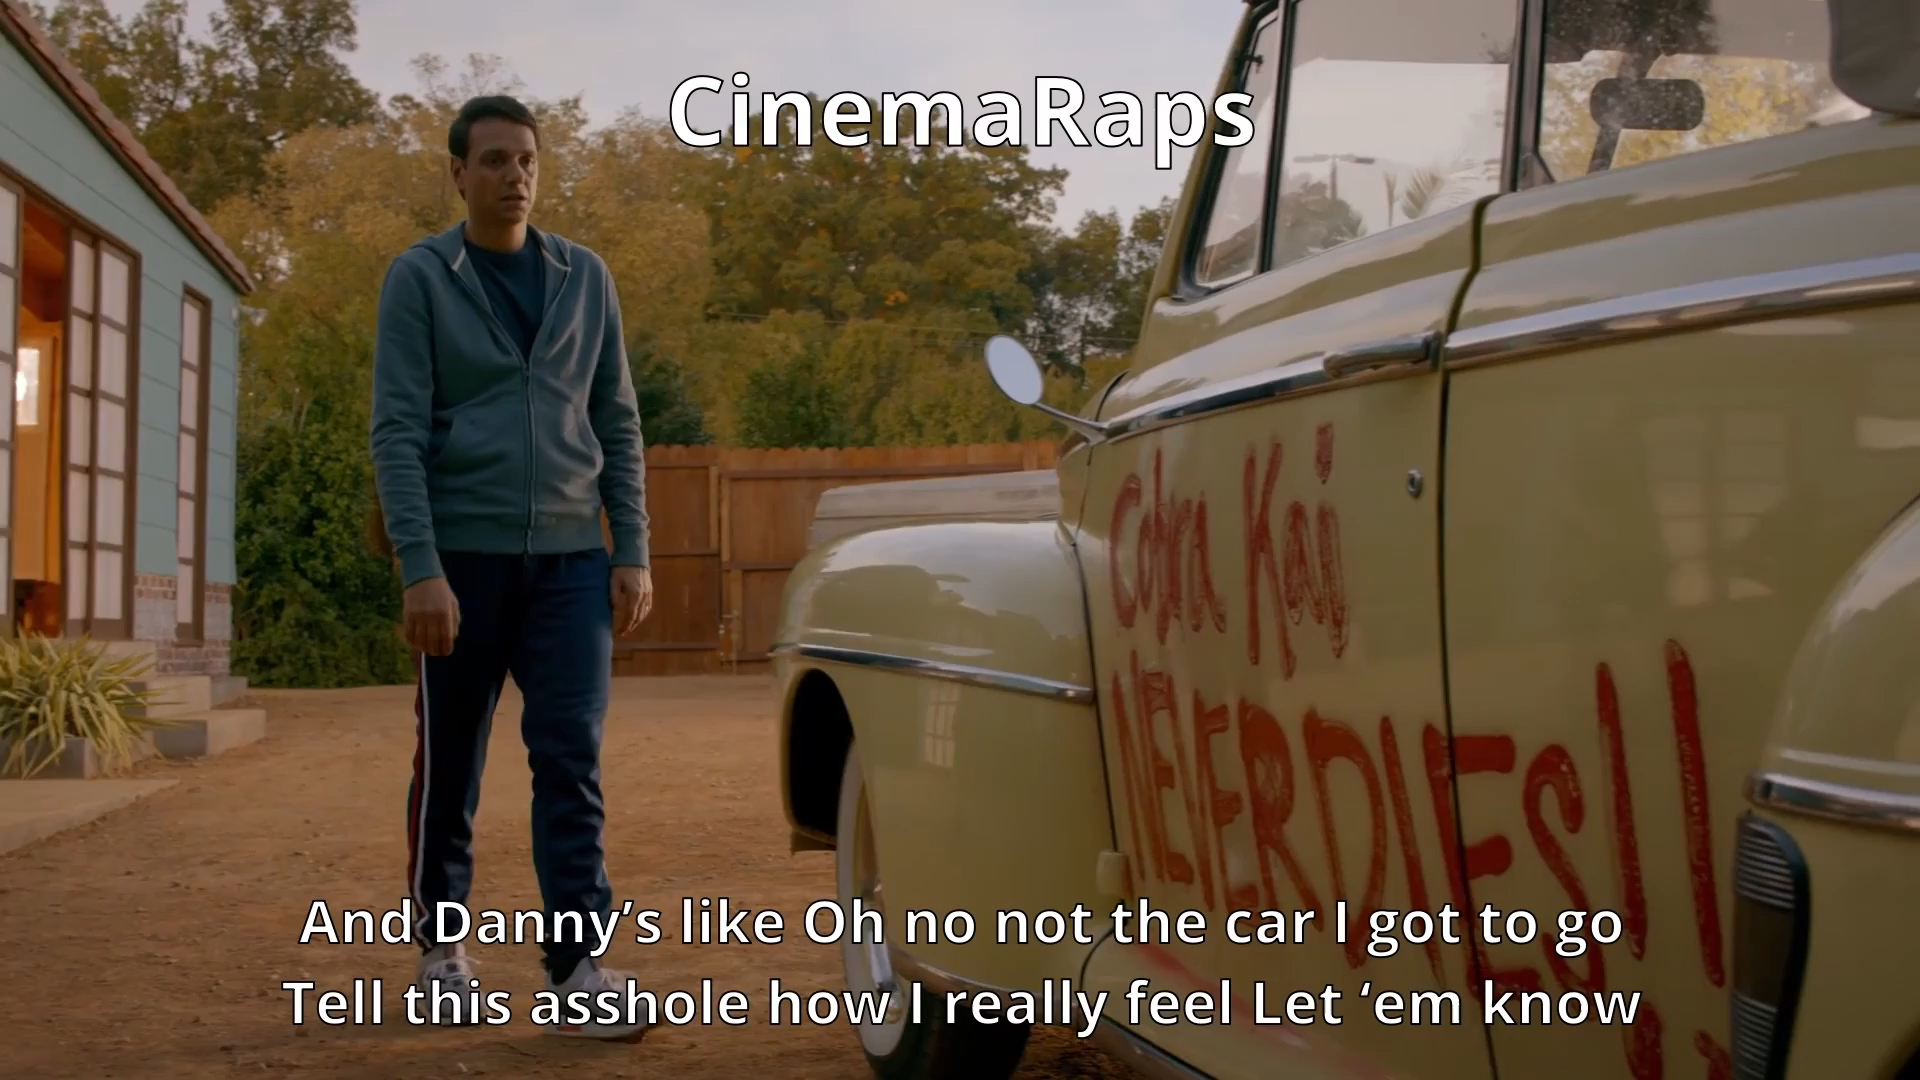 CinemaRaps
Cobra Kai
NEVER DIES!!
And Danny’s like Oh no not the car I got to go
Tell this asshole how I really feel Let ‘em know